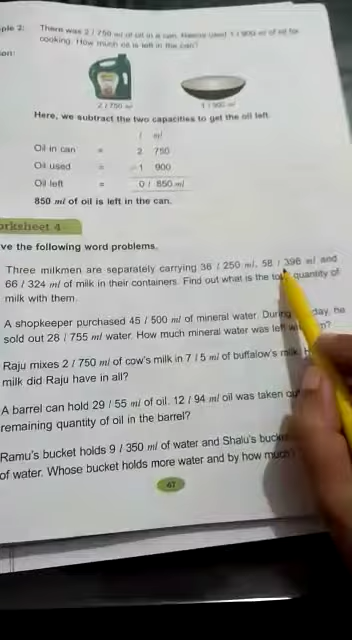 ple 2: There was 2 l 750 ml of oil in a can. Reena used 1 l 900 ml of oil for
cooking. How much oil is left in the can?
on:
2 l 750 ml
1 l 900 ml
Here, we subtract the two capacities to get the oil left.
l ml
Oil in can = 2 750
Oil used = – 1 900
Oil left = 0 l 850 ml
850 ml of oil is left in the can.
rksheet 4
ve the following word problems.
Three milkmen are separately carrying 36 l 250 ml, 58 l 396 ml and
66 l 324 ml of milk in their containers. Find out what is the quantity of
milk with them.
A shopkeeper purchased 45 l 500 ml of mineral water. During day, he
sold out 28 l 755 ml water. How much mineral water was left
Raju mixes 2 l 750 ml of cow's milk in 7 l 5 ml of buffalow's milk.
milk did Raju have in all?
A barrel can hold 29 l 55 ml of oil. 12 l 94 ml oil was taken
remaining quantity of oil in the barrel?
Ramu's bucket holds 9 l 350 ml of water and Shalu's
of water. Whose bucket holds more water and by how much
67